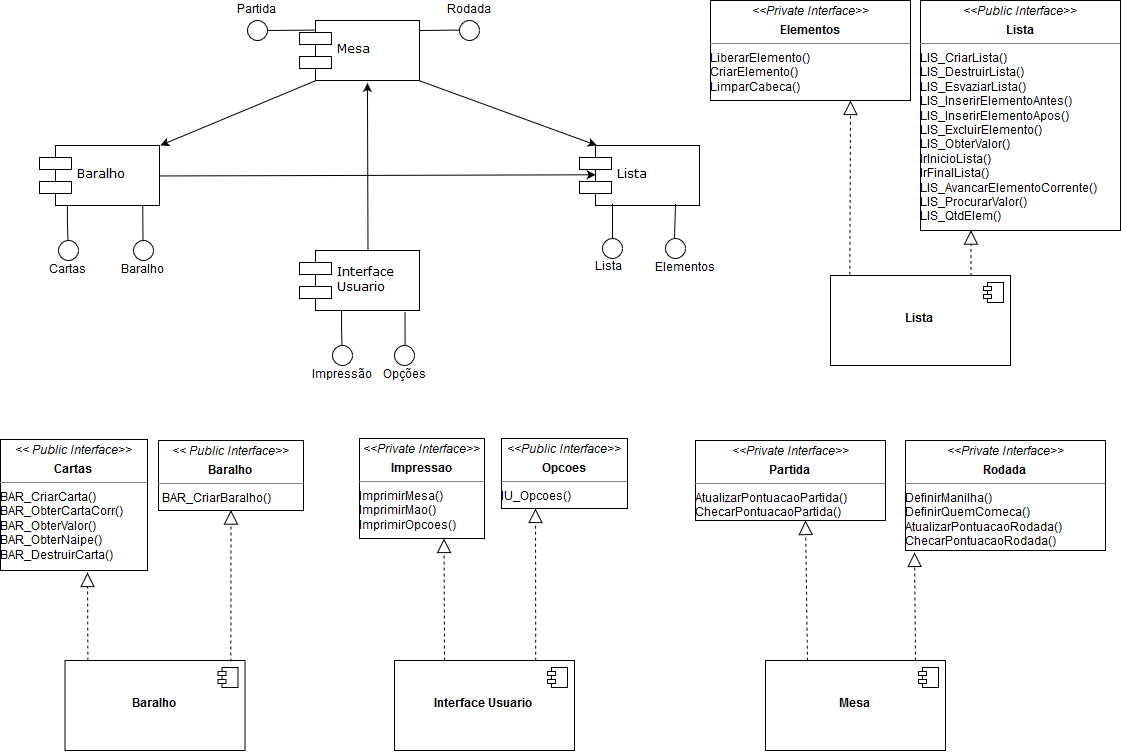 Partida
Rodada
Mesa
Baralho
Lista
Cartas
Baralho
Lista
Elementos
Interface
Usuario
Impressão
Opções
<<Private Interface>>
Elementos
LiberarElemento()
CriarElemento()
LimparCabeca()
<<Public Interface>>
Lista
LIS_CriarLista()
LIS_DestruirLista()
LIS_EsvaziarLista()
LIS_InserirElementoAntes()
LIS_InserirElementoApos()
LIS_ExcluirElemento()
LIS_ObterValor()
IrInicioLista()
IrFinalLista()
LIS_AvancarElementoCorrente()
LIS_ProcurarValor()
LIS_QtdElem()
Lista
<< Public Interface>>
Cartas
BAR_CriarCarta()
BAR_ObterCartaCorr()
BAR_ObterValor()
BAR_ObterNaipe()
BAR_DestruirCarta()
<< Public Interface>>
Baralho
BAR_CriarBaralho()
Baralho
<<Private Interface>>
Impressao
ImprimirMesa()
ImprimirMao()
ImprimirOpcoes()
<<Public Interface>>
Opcoes
IU_Opcoes()
Interface Usuario
<<Private Interface>>
Partida
AtualizarPontuacaoPartida()
ChecarPontuacaoPartida()
<<Private Interface>>
Rodada
DefinirManilha()
DefinirQuemComeca()
AtualizarPontuacaoRodada()
ChecarPontuacaoRodada()
Mesa